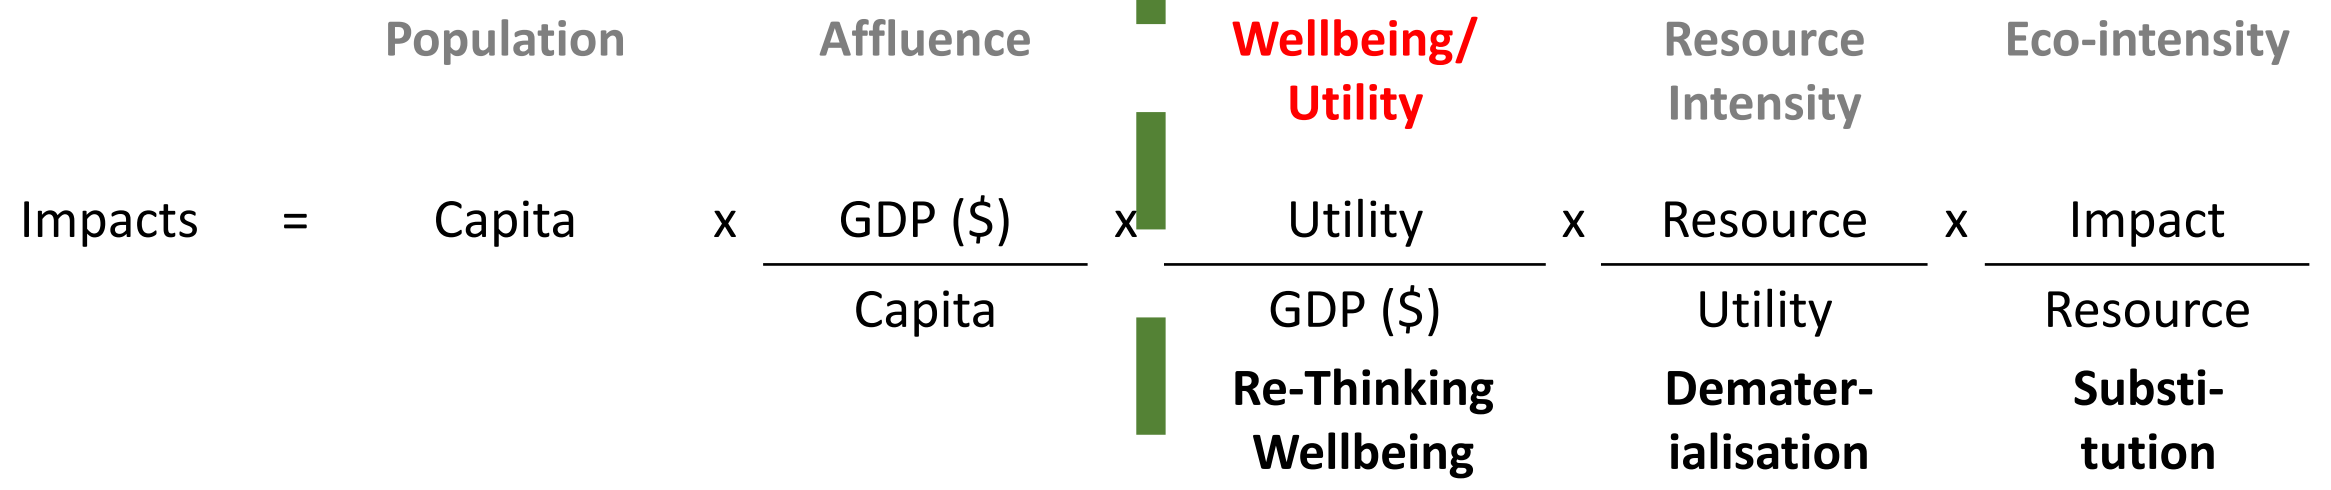 Population Affluence Wellbeing/ Resource Eco-intensity
Utility Intensity
Impacts = Capita x GDP ($) x Utility x Resource x Impact
Capita GDP ($) Utility Resource
Re-Thinking Demater- Substi-
Wellbeing ialisation tution